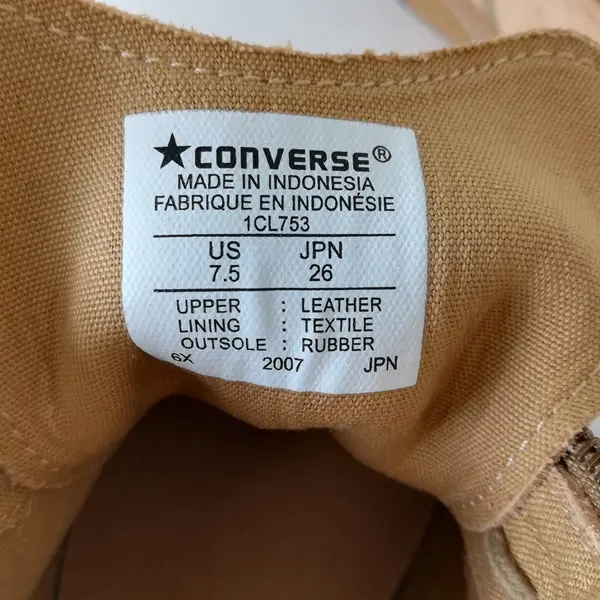 ★CONVERSE®
MADE IN INDONESIA
FABRIQUE EN INDONÉSIE
1CL753
US JPN
7.5 26
UPPER : LEATHER
LINING : TEXTILE
OUTSOLE : RUBBER
6X 2007 JPN